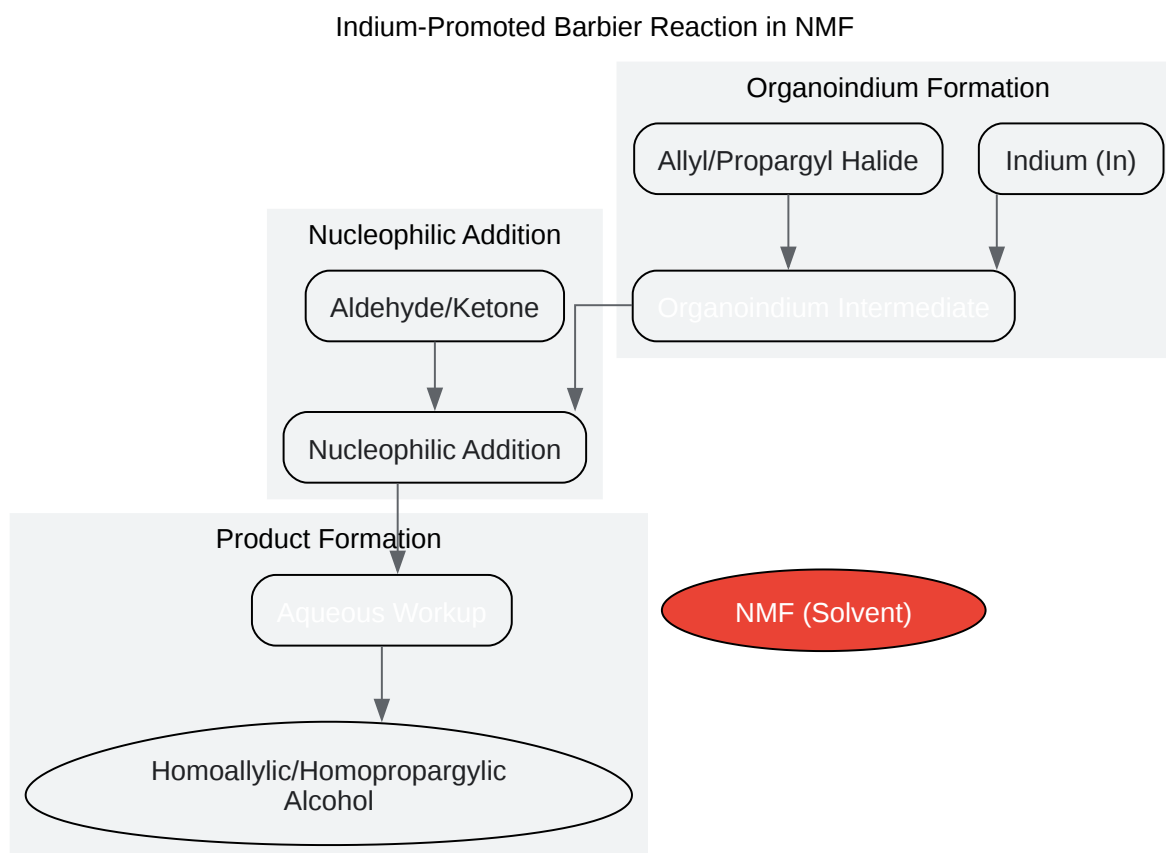 Indium-Promoted Barbier Reaction in NMF
Organoindium Formation
Allyl/Propargyl Halide
Indium (In)
Nucleophilic Addition
Aldehyde/Ketone
Organoindium Intermediate
Nucleophilic Addition
Product Formation
Aqueous Workup
NMF (Solvent)
Homoallylic/Homopropargylic
Alcohol